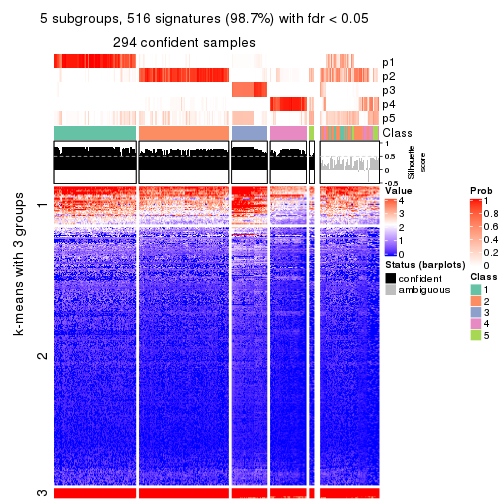 5 subgroups, 516 signatures (98.7%) with fdr < 0.05
294 confident samples
p1
p2
p3
p4
p5
Class
1
0.5
0
-0.5
Silhouette
score
k-means with 3 groups
1
2
3
Value
4
3
2
1
0
Status (barplots)
confident
ambiguous
Prob
1
0.8
0.6
0.4
0.2
0
Class
1
2
3
4
5